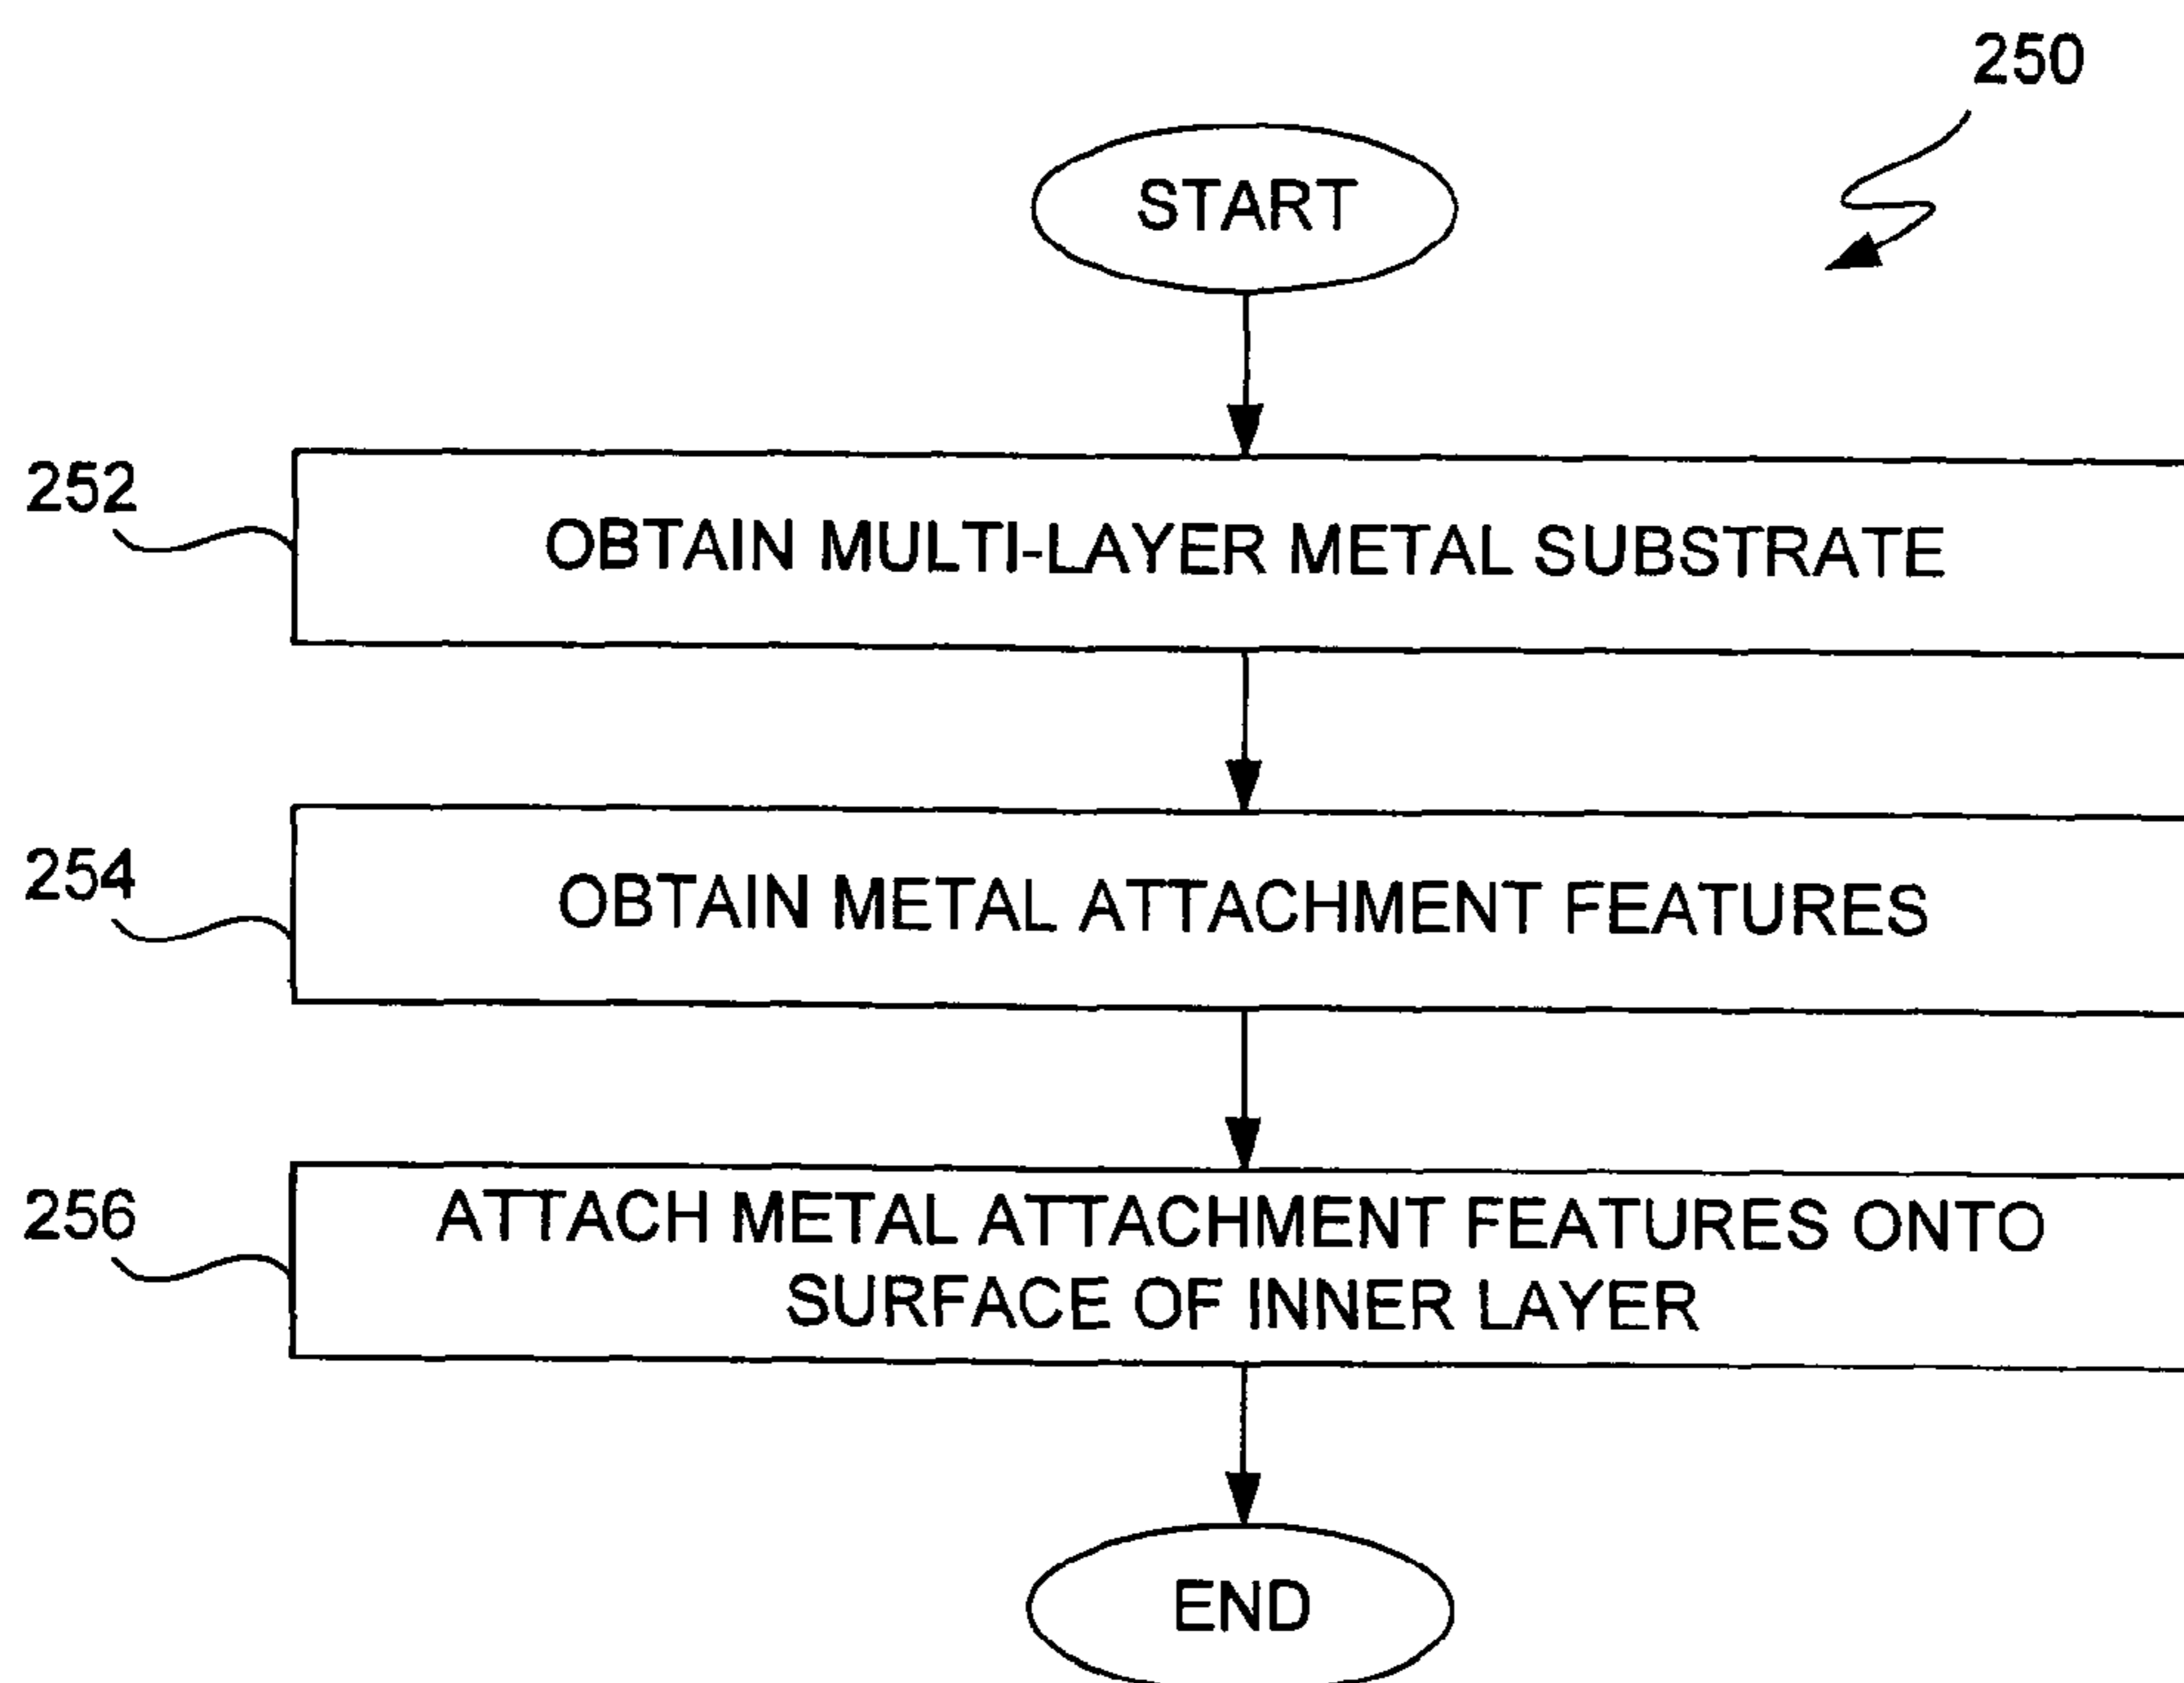 250
START
252
OBTAIN MULTI-LAYER METAL SUBSTRATE
254
OBTAIN METAL ATTACHMENT FEATURES
256
ATTACH METAL ATTACHMENT FEATURES ONTO
SURFACE OF INNER LAYER
END